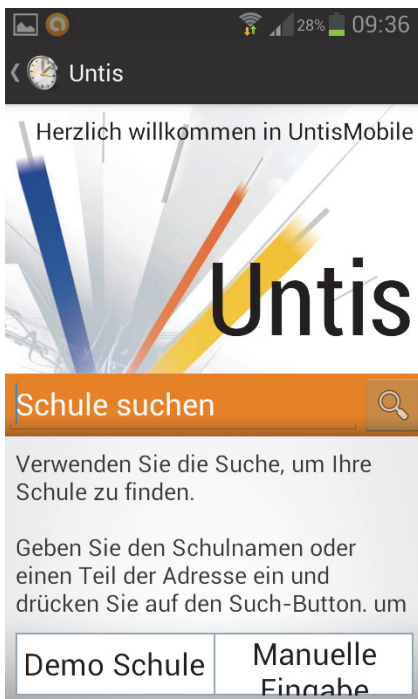 28% 09:36
Untis
Herzlich willkommen in UntisMobile
Untis
Schule suchen
Verwenden Sie die Suche, um Ihre
Schule zu finden.
Geben Sie den Schulnamen oder
einen Teil der Adresse ein und
drücken Sie auf den Such-Button. um
Demo Schule
Manuelle
Eingabe